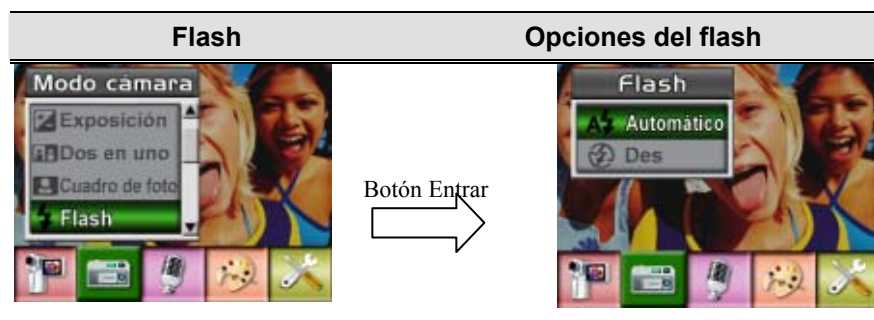 Flash
Opciones del flash
Modo cámara
Exposición
Dos en uno
Cuadro de foto
Flash
Botón Entrar
Flash
A Automático
Des